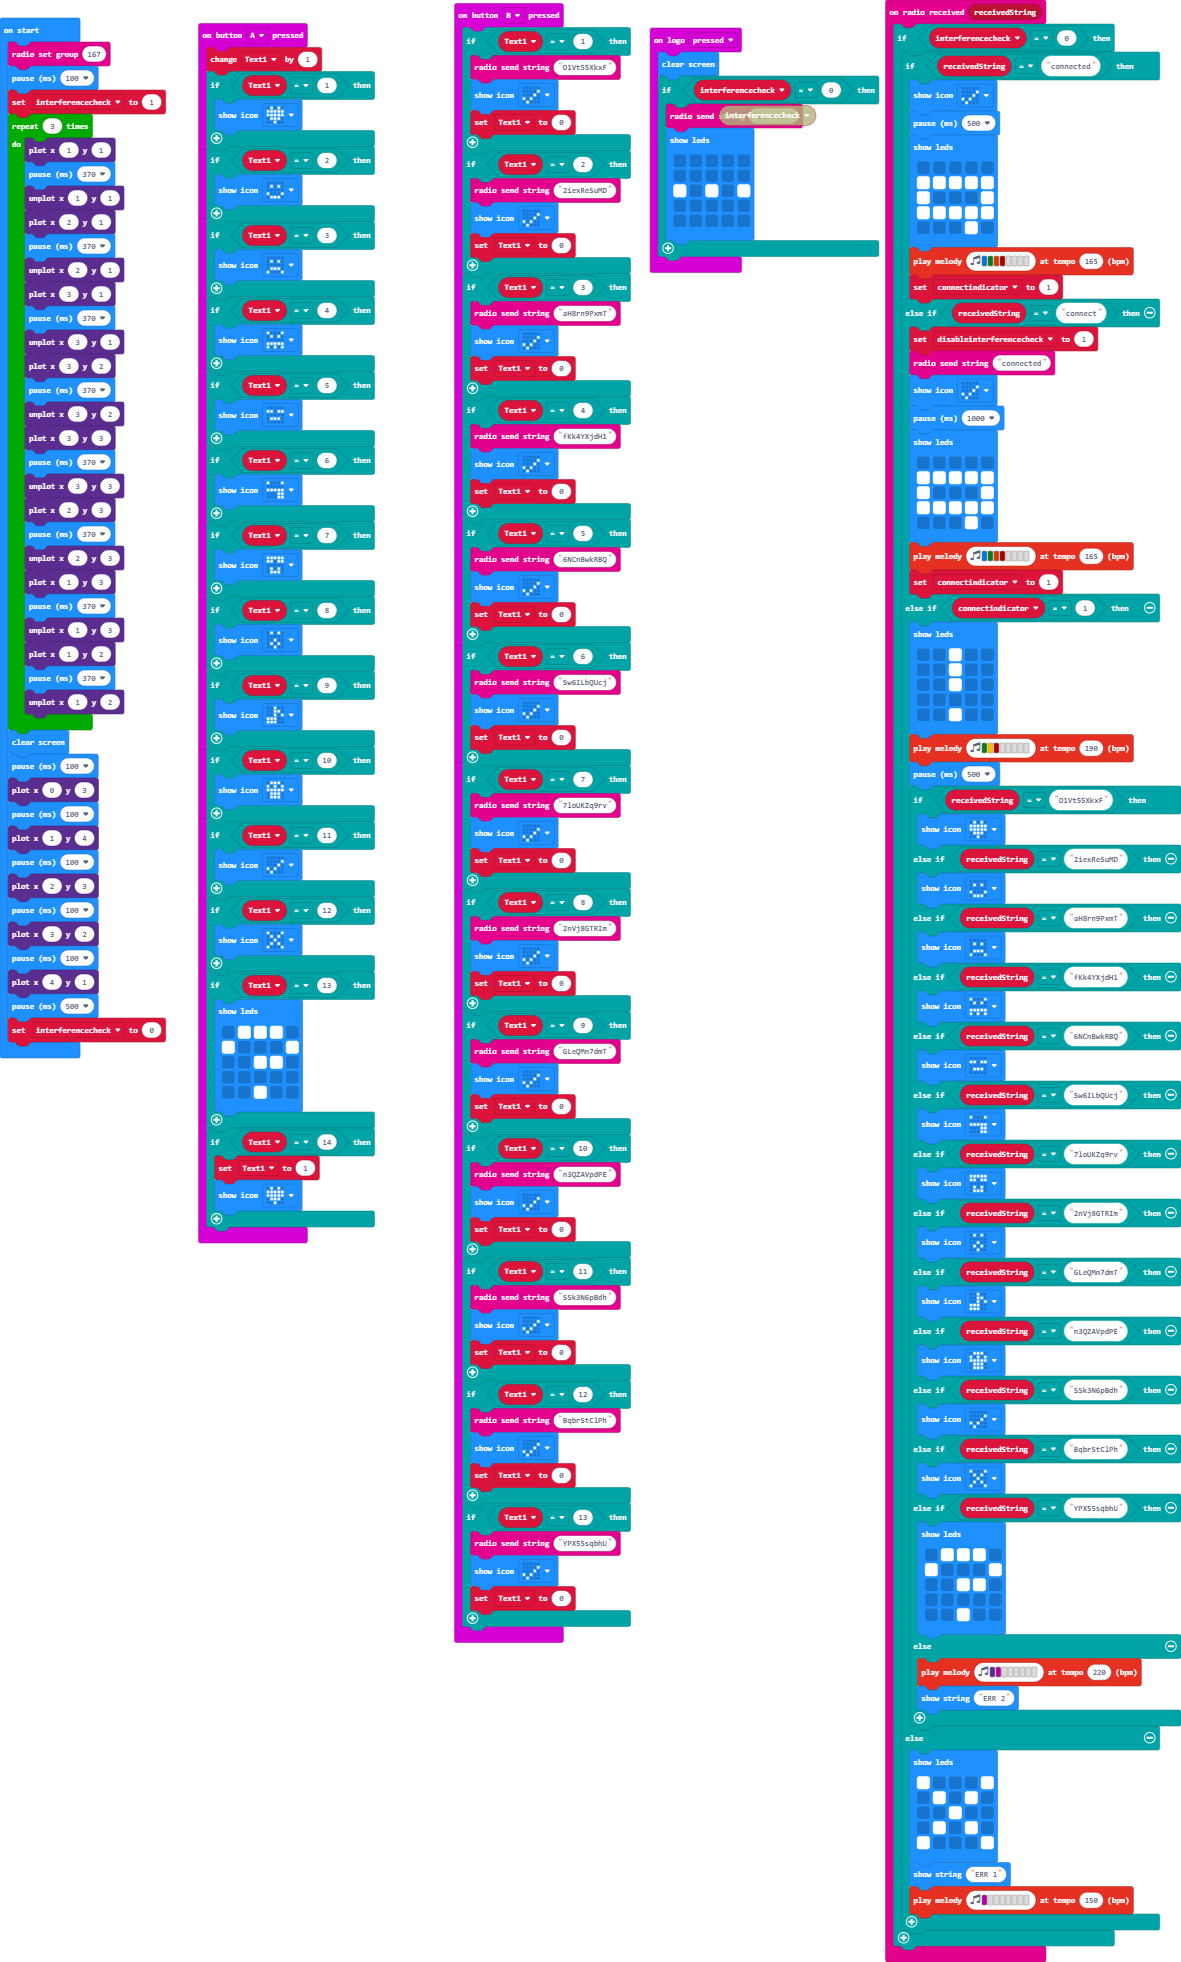 on start
radio set group 167
pause (ms) 100
set interferencecheck to 1
repeat 3 times
do
plot x 1 y 1
pause (ms) 370
unplot x 1 y 1
plot x 2 y 1
pause (ms) 370
unplot x 2 y 1
plot x 3 y 1
pause (ms) 370
unplot x 3 y 1
plot x 3 y 2
pause (ms) 370
unplot x 3 y 2
plot x 3 y 3
pause (ms) 370
unplot x 3 y 3
plot x 2 y 3
pause (ms) 370
unplot x 2 y 3
plot x 1 y 3
pause (ms) 370
unplot x 1 y 3
plot x 1 y 2
pause (ms) 370
unplot x 1 y 2
clear screen
pause (ms) 100
plot x 0 y 3
pause (ms) 100
plot x 1 y 4
pause (ms) 100
plot x 2 y 3
pause (ms) 100
plot x 3 y 2
pause (ms) 100
plot x 4 y 1
pause (ms) 500
set interferencecheck to 0
on button A pressed
change Text1 by 1
if Text1 = 1 then
show icon
if Text1 = 2 then
show icon
if Text1 = 3 then
show icon
if Text1 = 4 then
show icon
if Text1 = 5 then
show icon
if Text1 = 6 then
show icon
if Text1 = 7 then
show icon
if Text1 = 8 then
show icon
if Text1 = 9 then
show icon
if Text1 = 10 then
show icon
if Text1 = 11 then
show icon
if Text1 = 12 then
show icon
if Text1 = 13 then
show leds
if Text1 = 14 then
set Text1 to 1
show icon
on button B pressed
if Text1 = 1 then
radio send string "D1Vt55XkxF"
show icon
set Text1 to 0
if Text1 = 2 then
radio send string "2iexReSuMD"
show icon
set Text1 to 0
if Text1 = 3 then
radio send string "aH8rn9PxmT"
show icon
set Text1 to 0
if Text1 = 4 then
radio send string "fKk4YXjdH1"
show icon
set Text1 to 0
if Text1 = 5 then
radio send string "6NCnBwkRBQ"
show icon
set Text1 to 0
if Text1 = 6 then
radio send string "Sw6ILbQUcj"
show icon
set Text1 to 0
if Text1 = 7 then
radio send string "7loUKZq9rv"
show icon
set Text1 to 0
if Text1 = 8 then
radio send string "2nVj8GTRIm"
show icon
set Text1 to 0
if Text1 = 9 then
radio send string "GLeQMn7dmT"
show icon
set Text1 to 0
if Text1 = 10 then
radio send string "n3QZAVpdPE"
show icon
set Text1 to 0
if Text1 = 11 then
radio send string "SSk3N6pBdh"
show icon
set Text1 to 0
if Text1 = 12 then
radio send string "BqbrStClPh"
show icon
set Text1 to 0
if Text1 = 13 then
radio send string "YPX55sqbhU"
show icon
set Text1 to 0
on logo pressed
clear screen
if interferencecheck = 0 then
radio send interferencecheck
show leds
on radio received receivedString
if interferencecheck = 0 then
if receivedString = "connected" then
show icon
pause (ms) 500
show leds
play melody at tempo 165 (bpm)
set connectindicator to 1
else if receivedString = "connect" then
set disableinterferencecheck to 1
radio send string "connected"
show icon
pause (ms) 1000
show leds
play melody at tempo 165 (bpm)
set connectindicator to 1
else if connectindicator = 1 then
show leds
play melody at tempo 190 (bpm)
pause (ms) 500
if receivedString = "D1Vt55XkxF" then
show icon
else if receivedString = "2iexReSuMD" then
show icon
else if receivedString = "aH8rn9PxmT" then
show icon
else if receivedString = "fKk4YXjdH1" then
show icon
else if receivedString = "6NCnBwkRBQ" then
show icon
else if receivedString = "Sw6ILbQUcj" then
show icon
else if receivedString = "7loUKZq9rv" then
show icon
else if receivedString = "2nVj8GTRIm" then
show icon
else if receivedString = "GLeQMn7dmT" then
show icon
else if receivedString = "n3QZAVpdPE" then
show icon
else if receivedString = "SSk3N6pBdh" then
show icon
else if receivedString = "BqbrStClPh" then
show icon
else if receivedString = "YPX55sqbhU" then
show leds
else
play melody at tempo 220 (bpm)
show string "ERR 2"
else
show leds
show string "ERR 1"
play melody at tempo 150 (bpm)